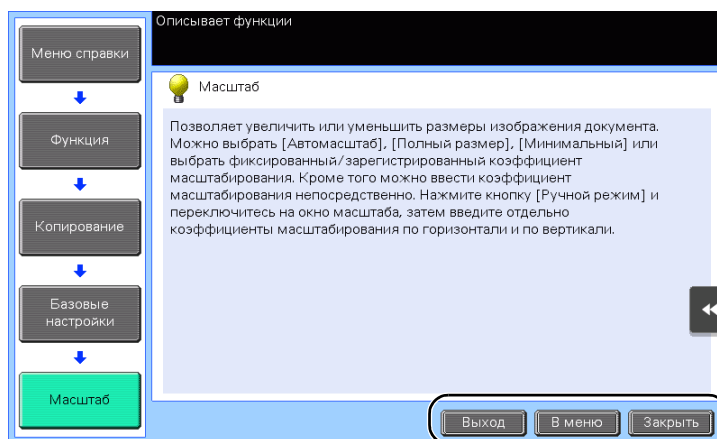 Описывает функции
Меню справки
Функция
Копирование
Базовые
настройки
Масштаб
Масштаб
Позволяет увеличить или уменьшить размеры изображения документа.
Можно выбрать [Автомасштаб], [Полный размер], [Минимальный] или
выбрать фиксированный/зарегистрированный коэффициент
масштабирования. Кроме того можно ввести коэффициент
масштабирования непосредственно. Нажмите кнопку [Ручной режим] и
переключитесь на окно масштаба, затем введите отдельно
коэффициенты масштабирования по горизонтали и по вертикали.
Выход
В меню
Закрыть